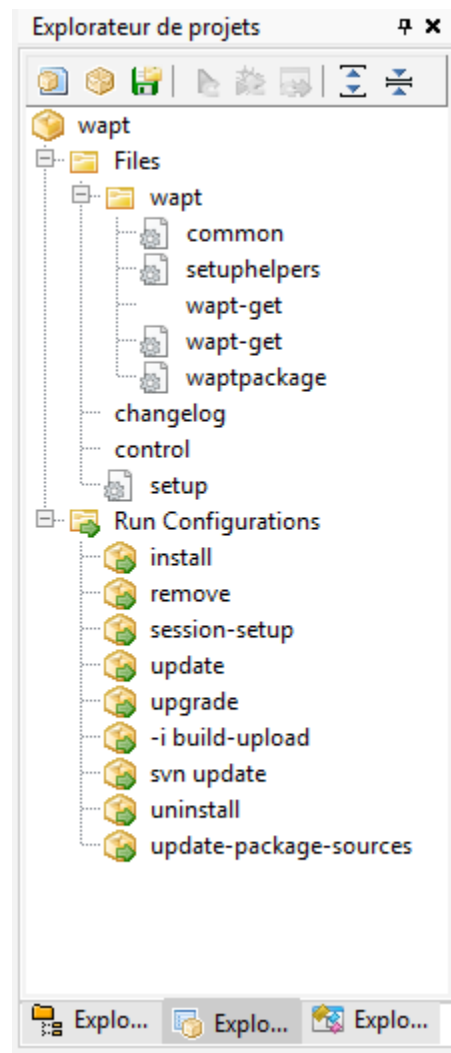 Explorateur de projets
wapt
Files
wapt
common
setuphelpers
wapt-get
wapt-get
waptpackage
changelog
control
setup
Run Configurations
install
remove
session-setup
update
upgrade
-i build-upload
svn update
uninstall
update-package-sources
Explo... Explo... Explo...